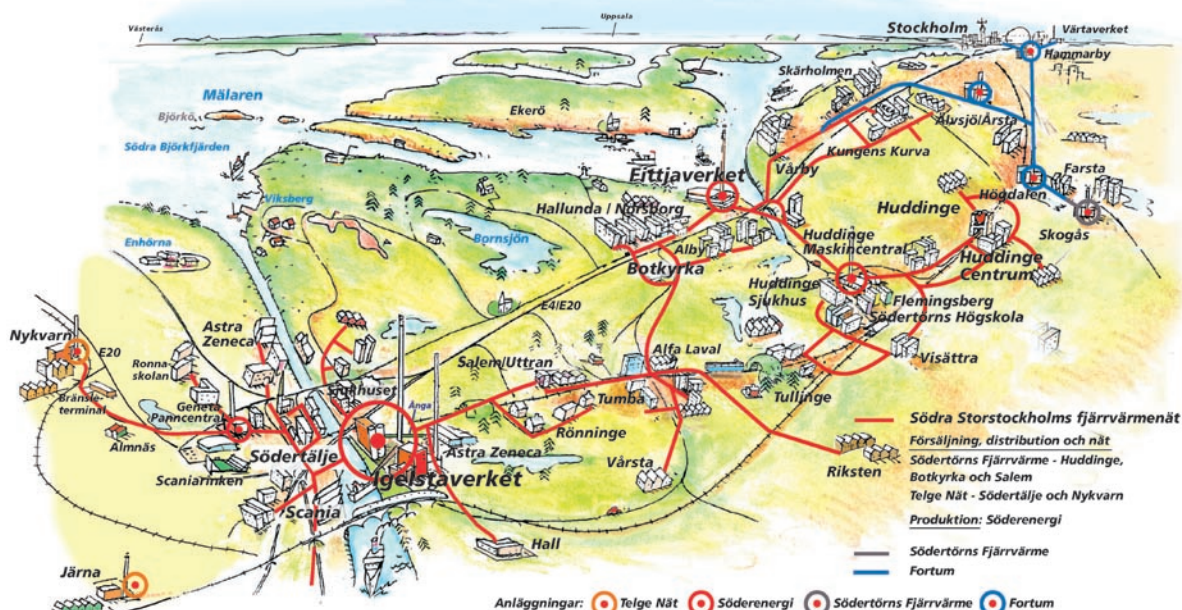 Västerås
Uppsala
Stockholm
Värtaverket
Hammarby
Skärholmen
Mälaren
Björkö
Ekerö
Älvsjö/Årsta
Södra Björkfjärden
Kungens Kurva
Vårby
Fittjaverket
Farsta
Högdalen
Viksberg
Hallunda / Norsborg
Huddinge
Skogås
Enhörna
Bornsjön
Alby
Huddinge
Maskincentral
Huddinge
Centrum
Botkyrka
Huddinge
Sjukhus
E4/E20
Flemingsberg
Södertörns Högskola
Nykvarn
E20
Astra
Zeneca
Ronna-
skolan
Salem/Uttran
Alfa Laval
Visättra
Bränsle-
terminal
Geneta
Panncentral
Sjukhuset
Ånga
Tumba
Tullinge
Almnäs
Södertälje
Astra Zeneca
Rönninge
Scaniarinken
Igelstaverket
Vårsta
Riksten
Scania
Hall
Järna
Södra Storstockholms fjärrvärmenät
Försäljning, distribution och nät
Södertörns Fjärrvärme - Huddinge,
Botkyrka och Salem
Telge Nät - Södertälje och Nykvarn
Produktion: Söderenergi
Södertörns Fjärrvärme
Fortum
Anläggningar: Telge Nät Söderenergi Södertörns Fjärrvärme Fortum